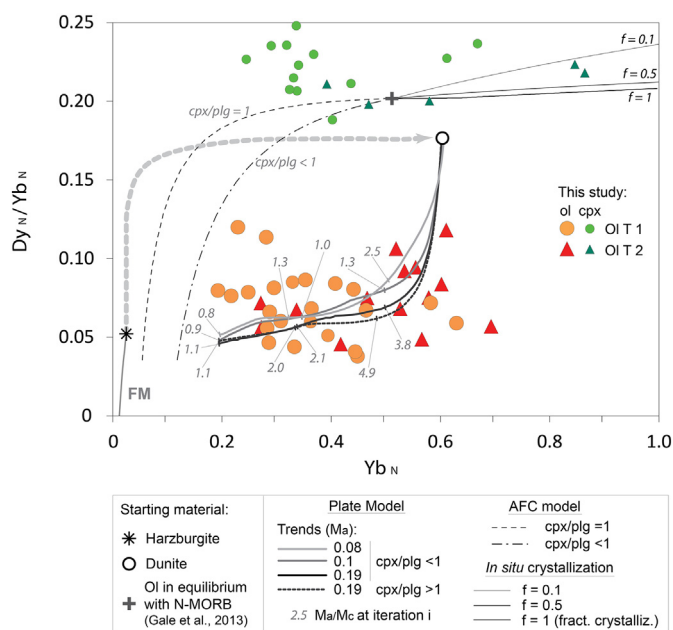 0.25
0.20
0.15
0.10
0.05
0
Dy N / Yb N
0
0.2
0.4
0.6
0.8
1.0
Yb N
f = 0.1
f = 0.5
f = 1
cpx/plg = 1
cpx/plg < 1
This study:
ol cpx
Ol T 1
Ol T 2
1.0
1.3
1.3
2.5
0.8
0.9
1.1
1.1
2.0
2.1
4.9
3.8
FM
Starting material:
Harzburgite
Dunite
Ol in equilibrium
with N-MORB
(Gale et al., 2013)
Plate Model
Trends (Ma):
0.08
0.1
0.19
0.19
cpx/plg <1
cpx/plg >1
2.5 Ma/Mc at iteration i
AFC model
cpx/plg =1
cpx/plg <1
In situ crystallization
f = 0.1
f = 0.5
f = 1 (fract. crystalliz.)